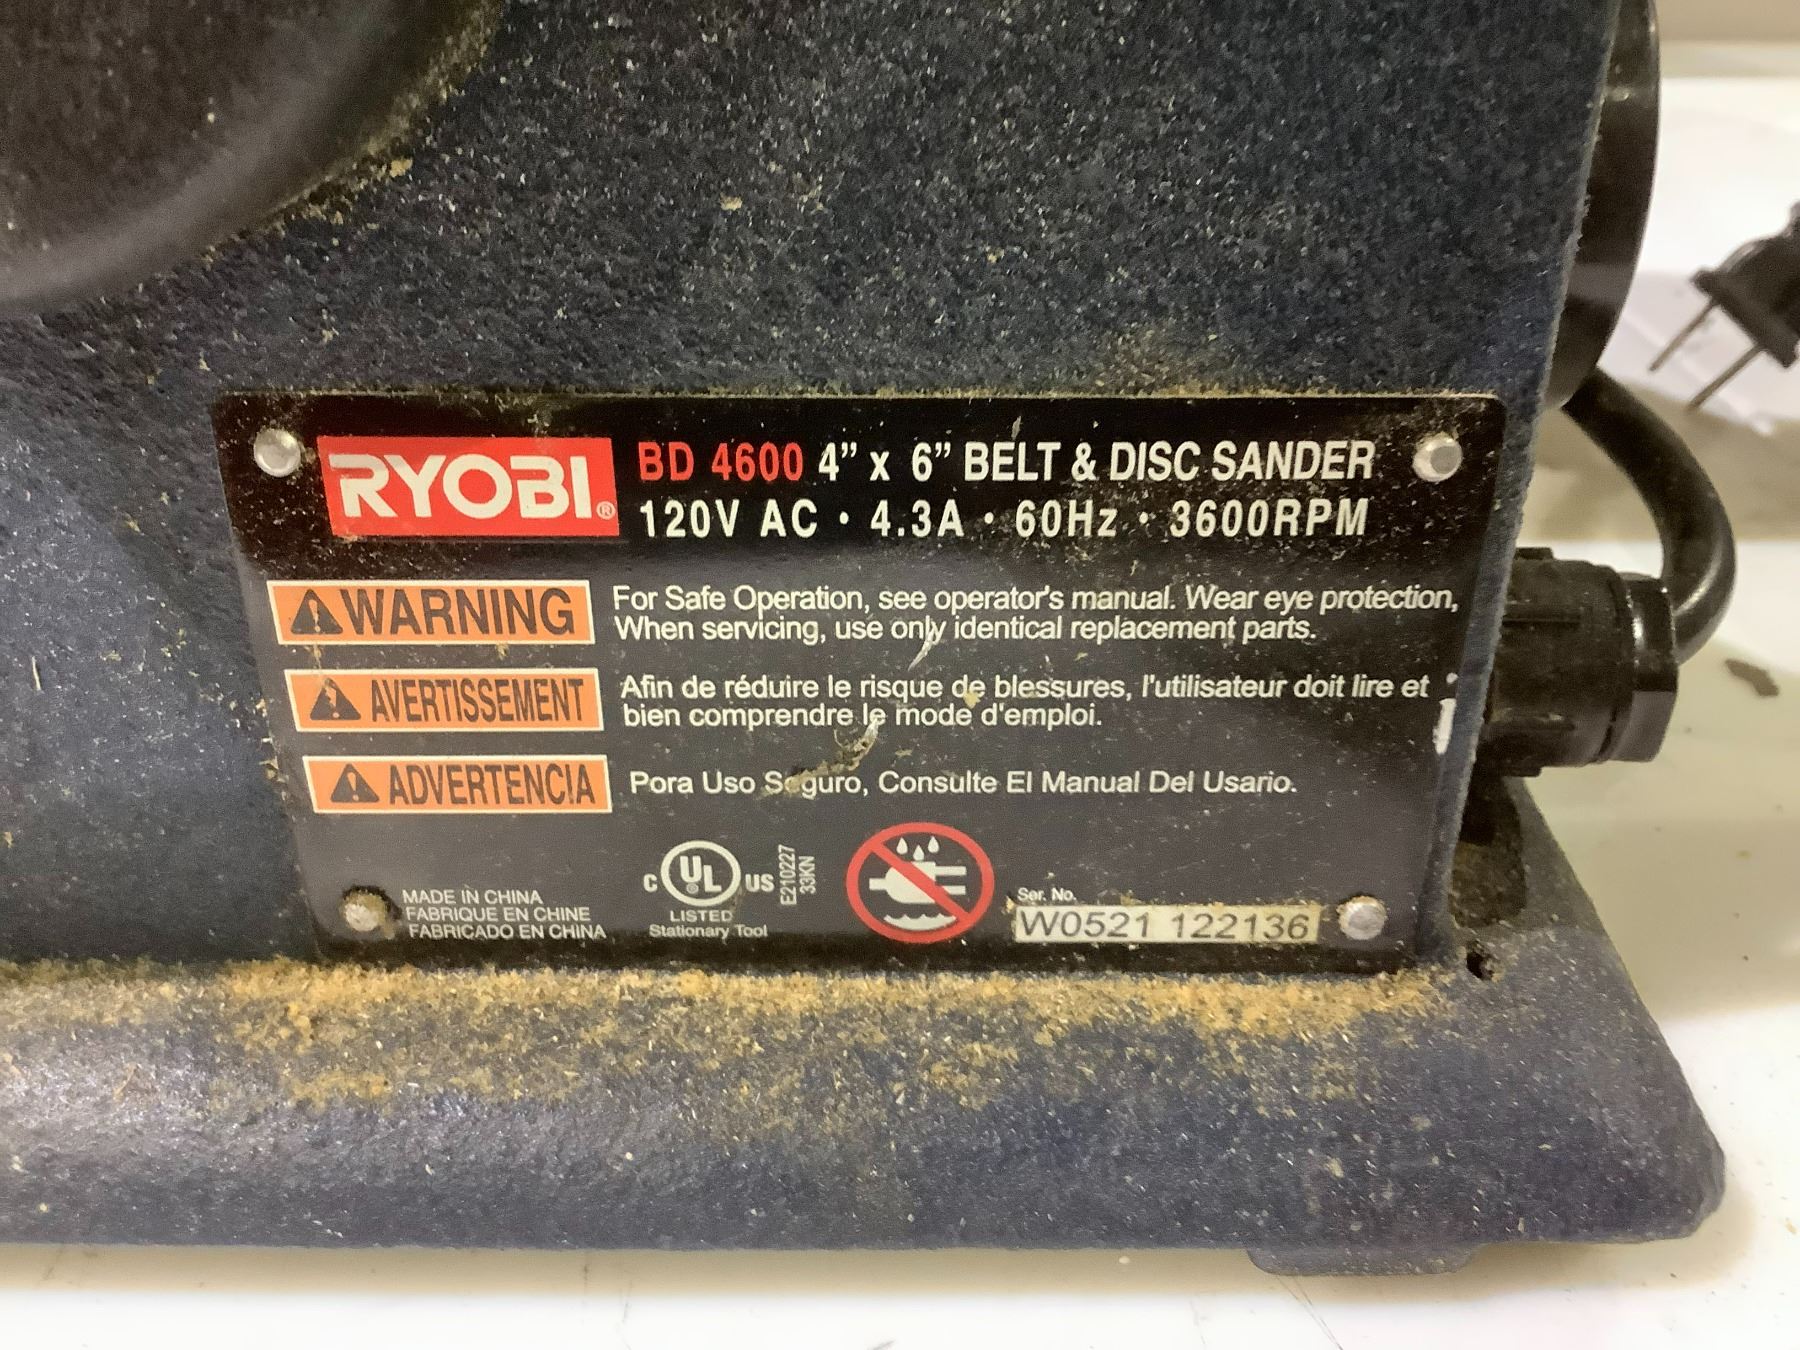 RYOBI®
BD 4600 4" x 6" BELT & DISC SANDER
120V AC · 4.3A · 60Hz · 3600RPM
WARNING
For Safe Operation, see operator's manual. Wear eye protection,
When servicing, use only identical replacement parts.
AVERTISSEMENT
Afin de réduire le risque de blessures, l'utilisateur doit lire et
bien comprendre le mode d'emploi.
ADVERTENCIA
Pora Uso Seguro, Consulte El Manual Del Usario.
MADE IN CHINA
FABRIQUE EN CHINE
FABRICADO EN CHINA
C UL® US
LISTED
Stationary Tool
E210227
33KN
Ser. No.
W0521 122136